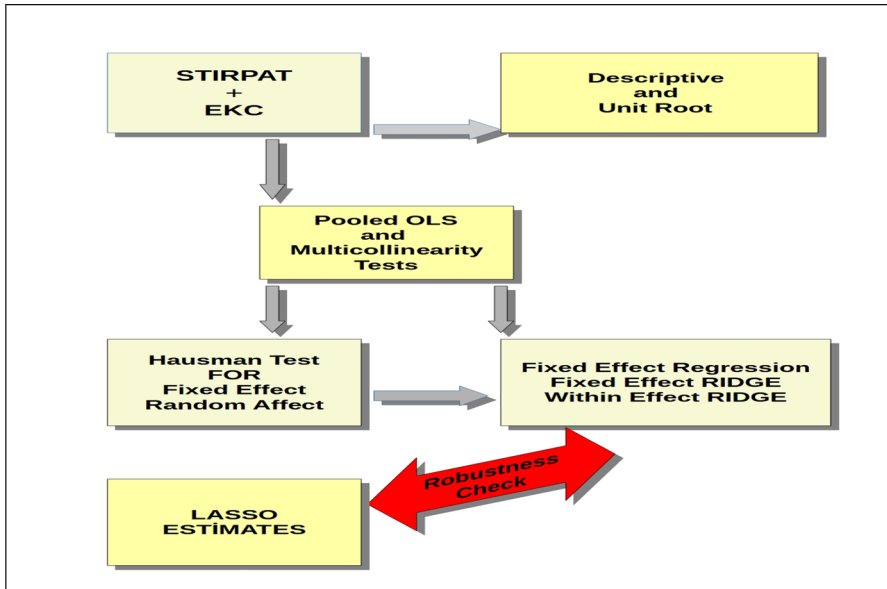 STIRPAT
+
EKC
Descriptive
and
Unit Root
Pooled OLS
and
Multicollinearity
Tests
Hausman Test
FOR
Fixed Effect
Random Affect
Fixed Effect Regression
Fixed Effect RIDGE
Within Effect RIDGE
Robustness
Check
LASSO
ESTİMATES